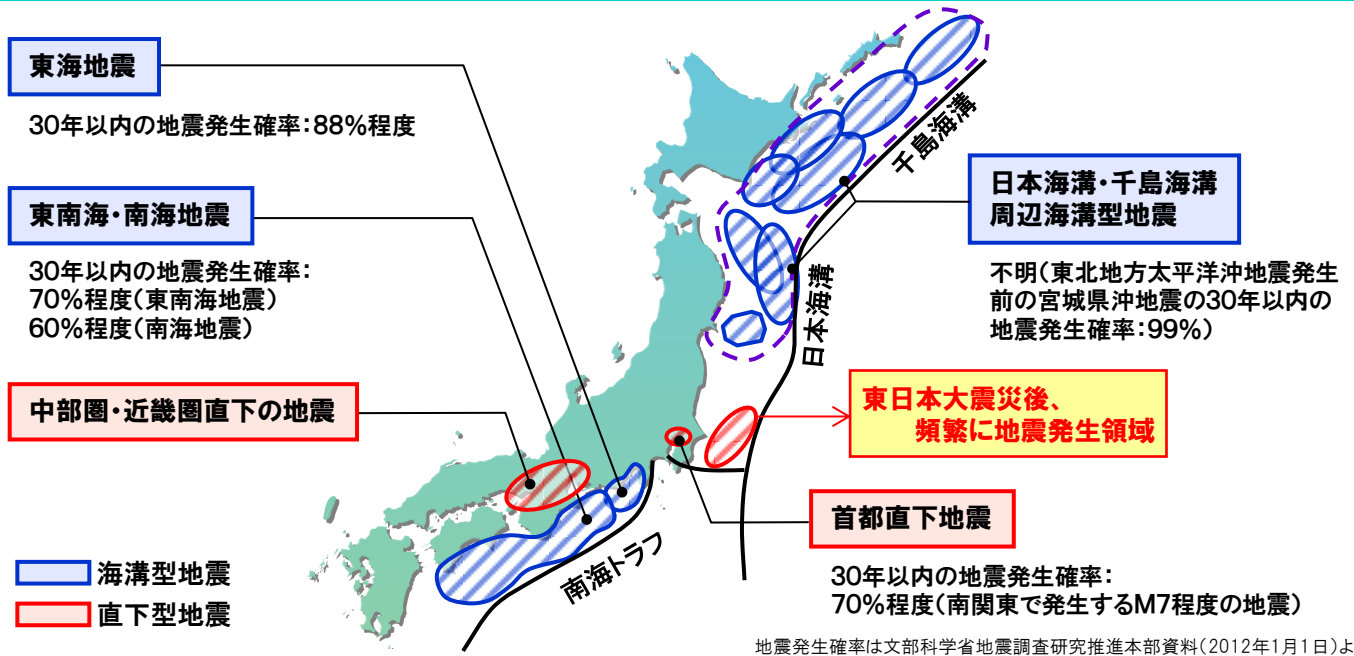 東海地震
30年以内の地震発生確率:88%程度
東南海・南海地震
30年以内の地震発生確率:
70%程度(東南海地震)
60%程度(南海地震)
中部圏・近畿圏直下の地震
海溝型地震
直下型地震
千島海溝
日本海溝
南海トラフ
日本海溝・千島海溝
周辺海溝型地震
不明(東北地方太平洋沖地震発生
前の宮城県沖地震の30年以内の
地震発生確率:99%)
東日本大震災後、
頻繁に地震発生領域
首都直下地震
30年以内の地震発生確率:
70%程度(南関東で発生するM7程度の地震)
地震発生確率は文部科学省地震調査研究推進本部資料(2012年1月1日)よ